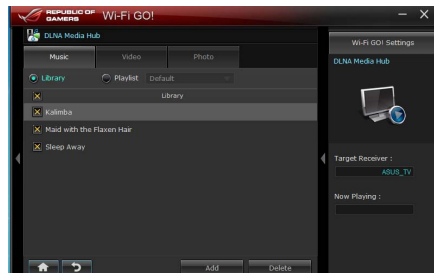 REPUBLIC OF
GAMERS
Wi-Fi GO!
DLNA Media Hub
Music
Video
Photo
Library
Playlist
Default
Library
Kalimba
Maid with the Flaxen Hair
Sleep Away
Add
Delete
Wi-Fi GO! Settings
DLNA Media Hub
Target Receiver :
ASUS_TV
Now Playing :